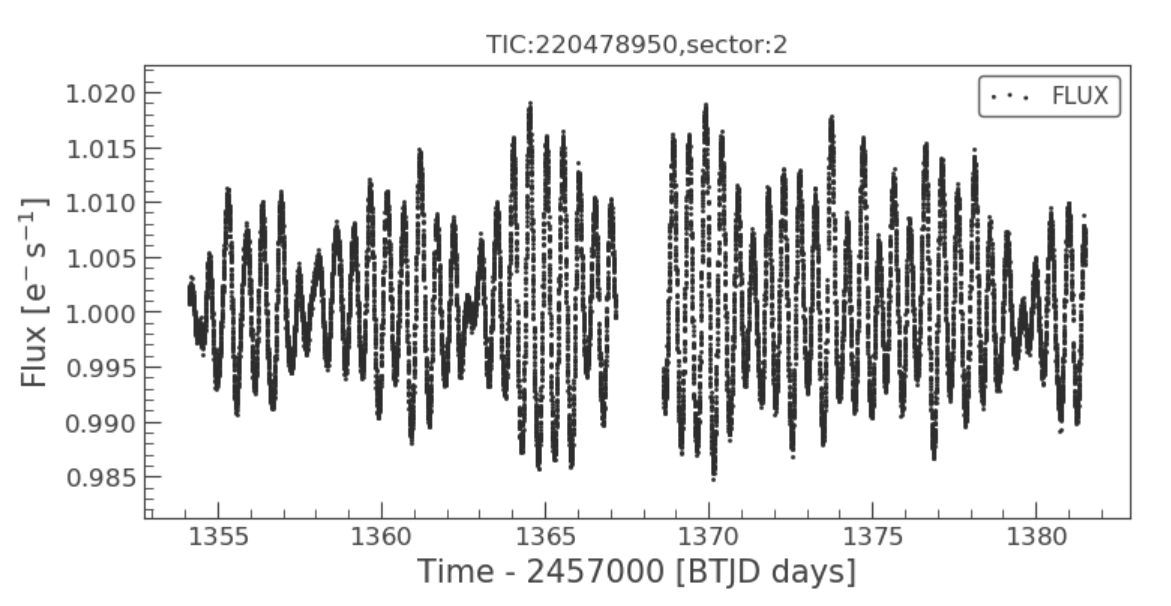 TIC:220478950,sector:2
FLUX
1.020
1.015
1.010
1.005
1.000
0.995
0.990
0.985
Flux [e⁻ s⁻¹]
1355 1360 1365 1370 1375 1380
Time - 2457000 [BTJD days]